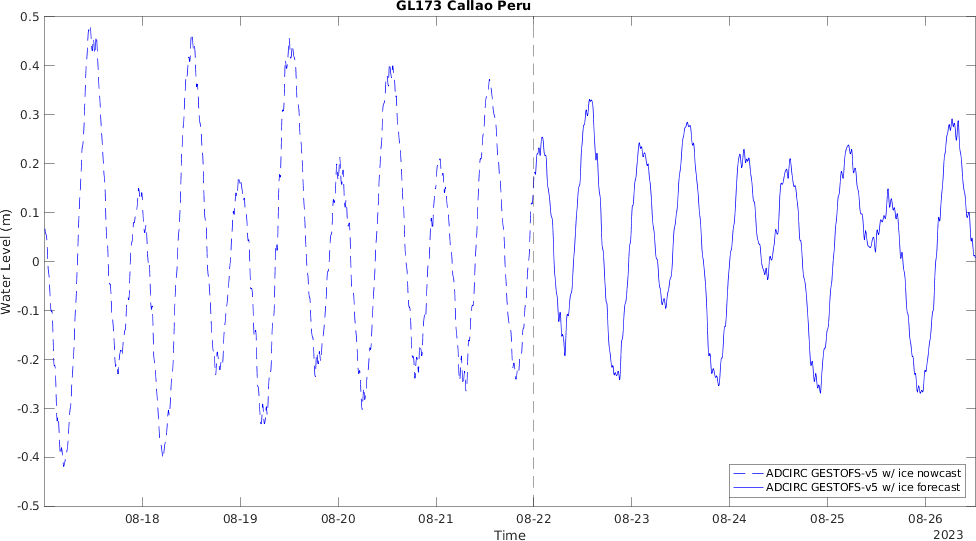 GL173 Callao Peru
Water Level (m)
0.5
0.4
0.3
0.2
0.1
0
-0.1
-0.2
-0.3
-0.4
-0.5
ADCIRC GESTOFS-v5 w/ ice nowcast
ADCIRC GESTOFS-v5 w/ ice forecast
08-18 08-19 08-20 08-21 08-22 08-23 08-24 08-25 08-26
Time
2023